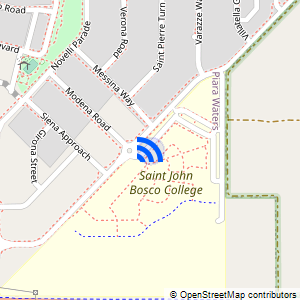 Novelli Parade
Verona Road
Saint Pierre Turn
Varazze Wa
Messina Way
Modena Road
Siena Approach
Girona Street
Piara Waters
Saint John
Bosco College
© OpenStreetMap contributors